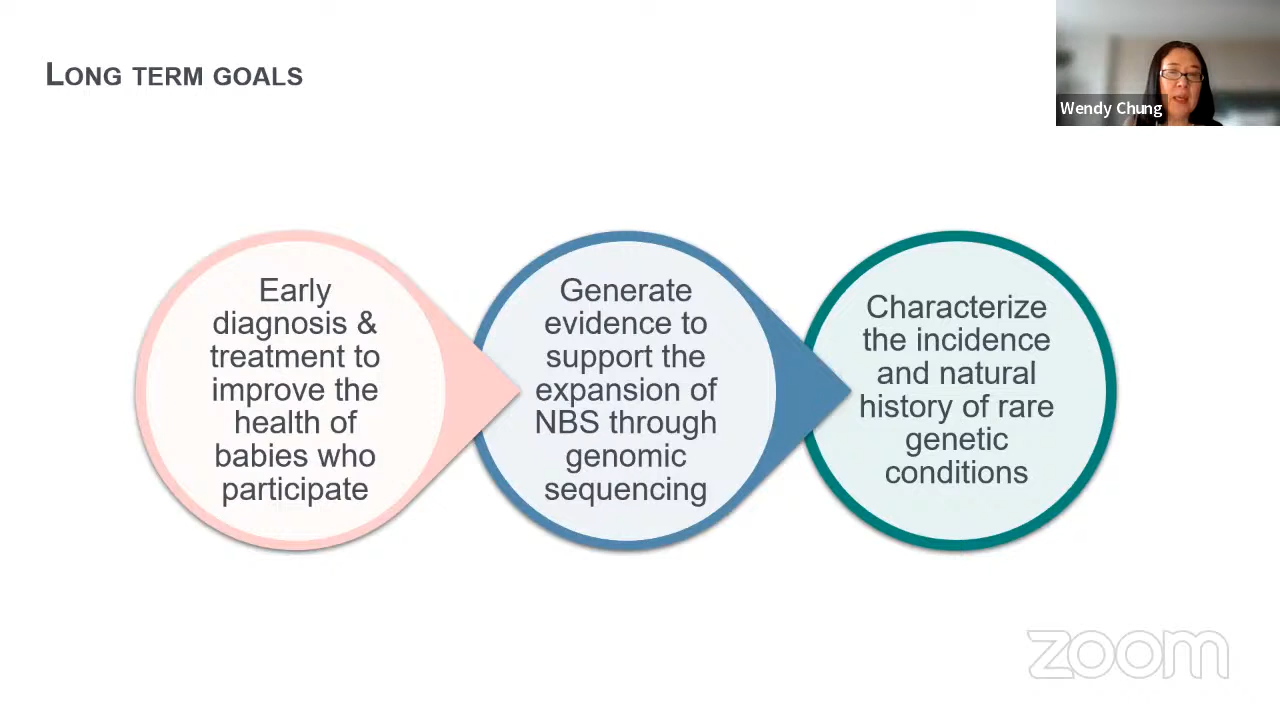 LONG TERM GOALS
Wendy Chung
Early
diagnosis &
treatment to
improve the
health of
babies who
participate
Generate
evidence to
support the
expansion of
NBS through
genomic
sequencing
Characterize
the incidence
and natural
history of rare
genetic
conditions
zoom